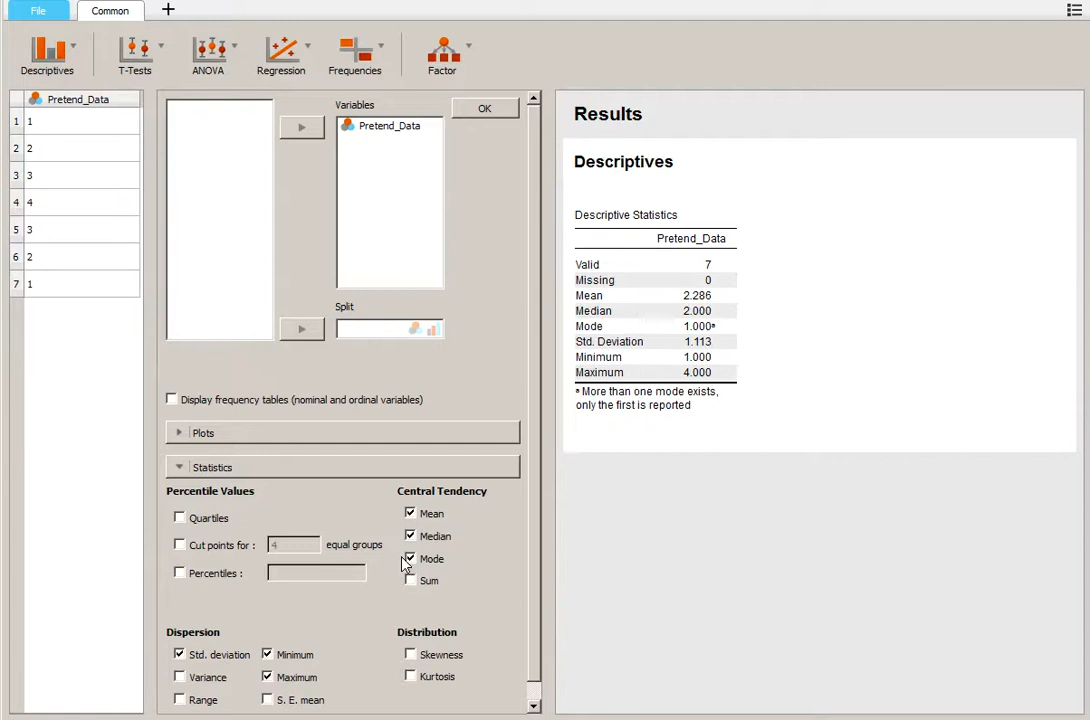 File
Common
+
Descriptives
T-Tests
ANOVA
Regression
Frequencies
Factor
Pretend_Data
1 1
2 2
3 3
4 4
5 3
6 2
7 1
Variables
Pretend_Data
OK
Split
Display frequency tables (nominal and ordinal variables)
Plots
Statistics
Percentile Values
Quartiles
Cut points for : 4 equal groups
Percentiles :
Central Tendency
Mean
Median
Mode
Sum
Dispersion
Std. deviation
Minimum
Variance
Maximum
Range
S. E. mean
Distribution
Skewness
Kurtosis
Results
Descriptives
Descriptive Statistics
Pretend_Data
Valid 7
Missing 0
Mean 2.286
Median 2.000
Mode 1.000ᵃ
Std. Deviation 1.113
Minimum 1.000
Maximum 4.000
ᵃ More than one mode exists,
only the first is reported